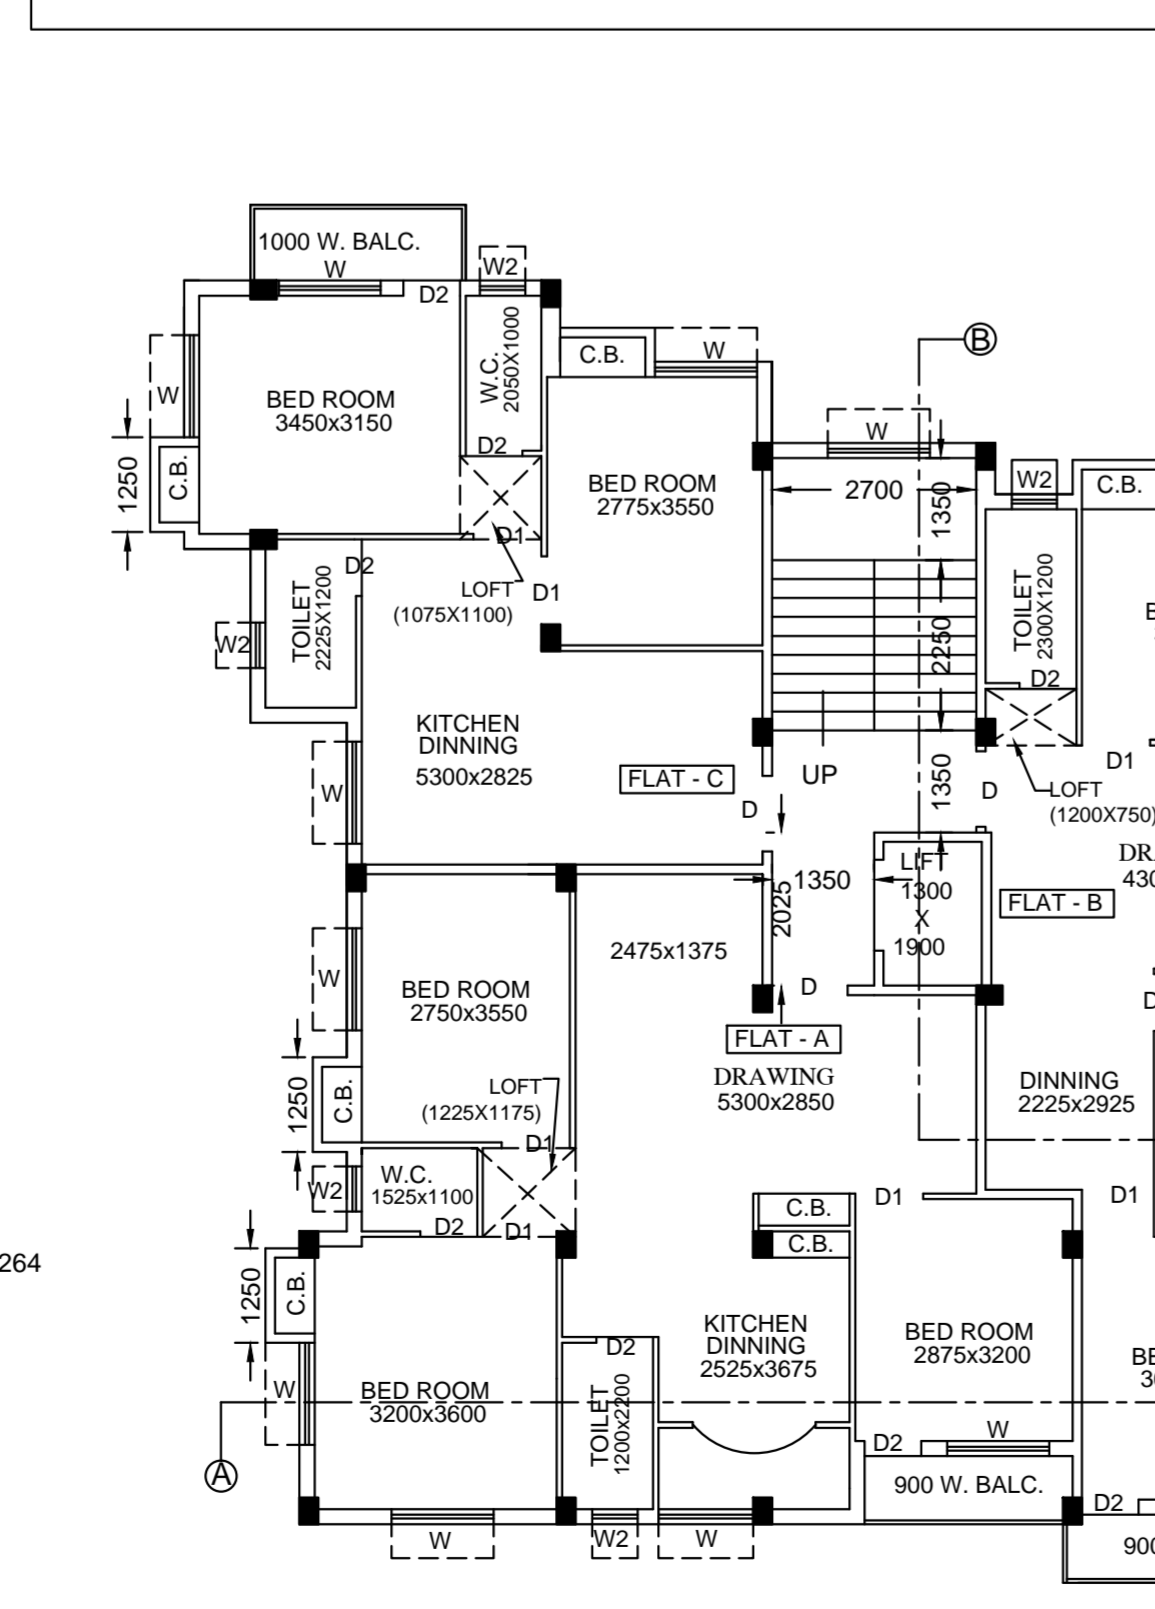 1000 W. BALC.
W
W2
D2
W.C.
2050X1000
C.B.
W
B
W
BED ROOM
3450x3150
W
D2
C.B.
1250
BED ROOM
2775x3550
2700
1350
W2
C.B.
D1
D2
LOFT
(1075X1100)
D1
TOILET
2225X1200
W2
2250
TOILET
2300X1200
D2
KITCHEN
DINNING
5300x2825
FLAT - C
UP
W
D
1350
D
D1
LOFT
(1200X750)
LIFT
1300
X
1900
1350
2025
FLAT - B
2475x1375
BED ROOM
2750x3550
W
D
FLAT - A
DRAWING
5300x2850
DINNING
2225x2925
LOFT
(1225X1175)
C.B.
1250
D1
W.C.
1525x1100
W2
D2
D1
D1
D1
C.B.
C.B.
264
1250
C.B.
KITCHEN
DINNING
2525x3675
BED ROOM
2875x3200
D2
W
BED ROOM
3200x3600
TOILET
1200x2200
A
D2
W
900 W. BALC.
D2
W
W2
W